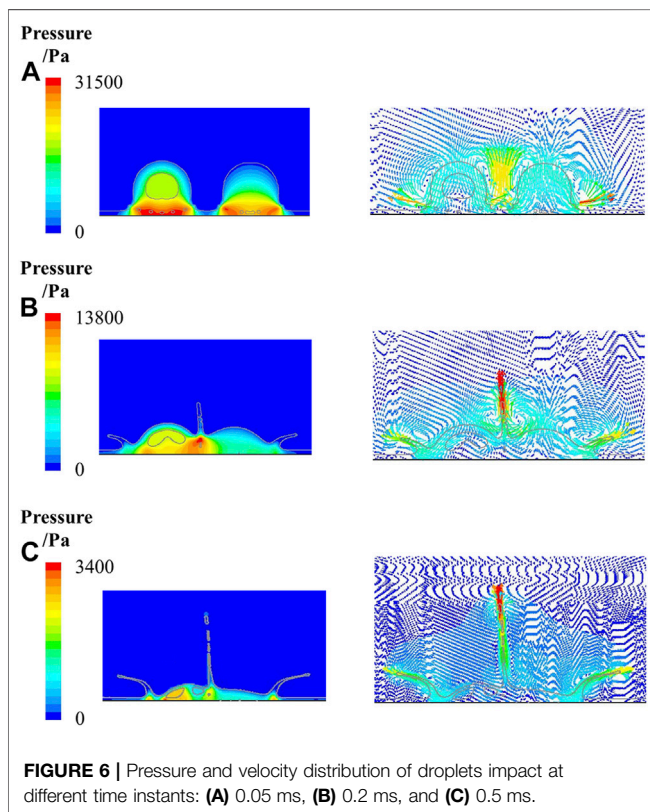 Pressure
/Pa
A
31500
0
Pressure
/Pa
B
13800
0
Pressure
/Pa
C
3400
0
FIGURE 6 | Pressure and velocity distribution of droplets impact at
different time instants: (A) 0.05 ms, (B) 0.2 ms, and (C) 0.5 ms.